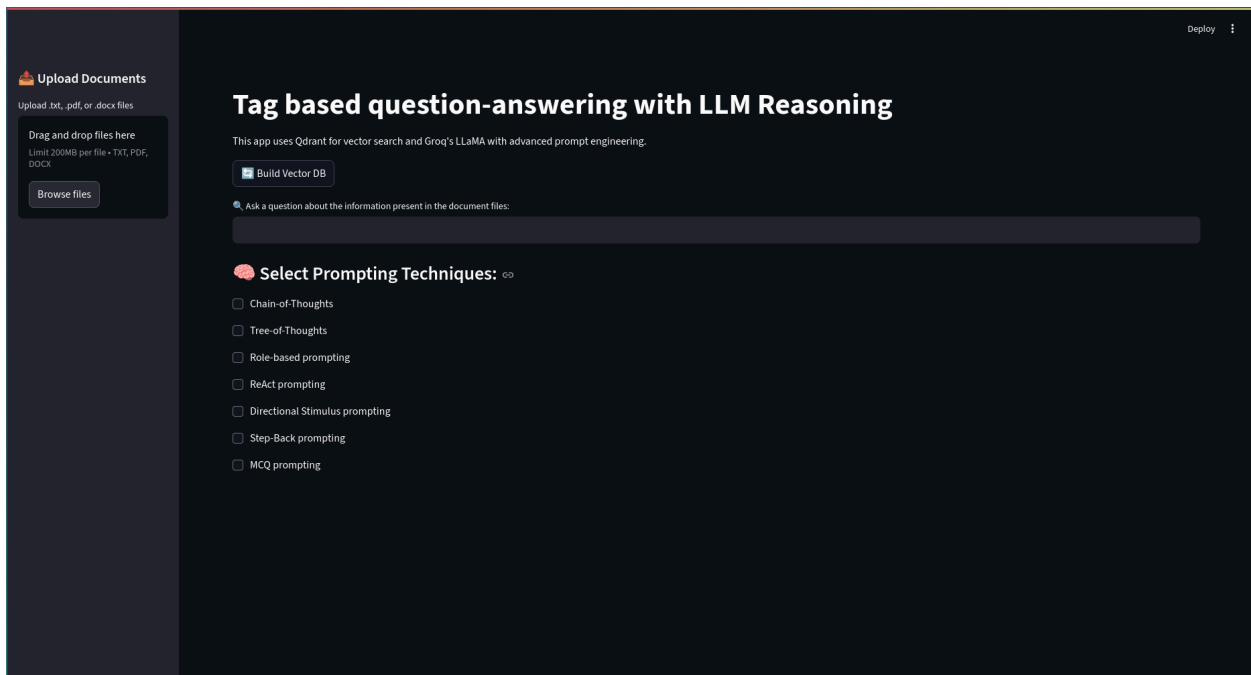 Deploy
📤 Upload Documents
Upload .txt, .pdf, or .docx files
Drag and drop files here
Limit 200MB per file • TXT, PDF,
DOCX
Browse files
Tag based question-answering with LLM Reasoning
This app uses Qdrant for vector search and Groq's LLaMA with advanced prompt engineering.
🔄 Build Vector DB
🔍 Ask a question about the information present in the document files:
🧠 Select Prompting Techniques:
Chain-of-Thoughts
Tree-of-Thoughts
Role-based prompting
ReAct prompting
Directional Stimulus prompting
Step-Back prompting
MCQ prompting